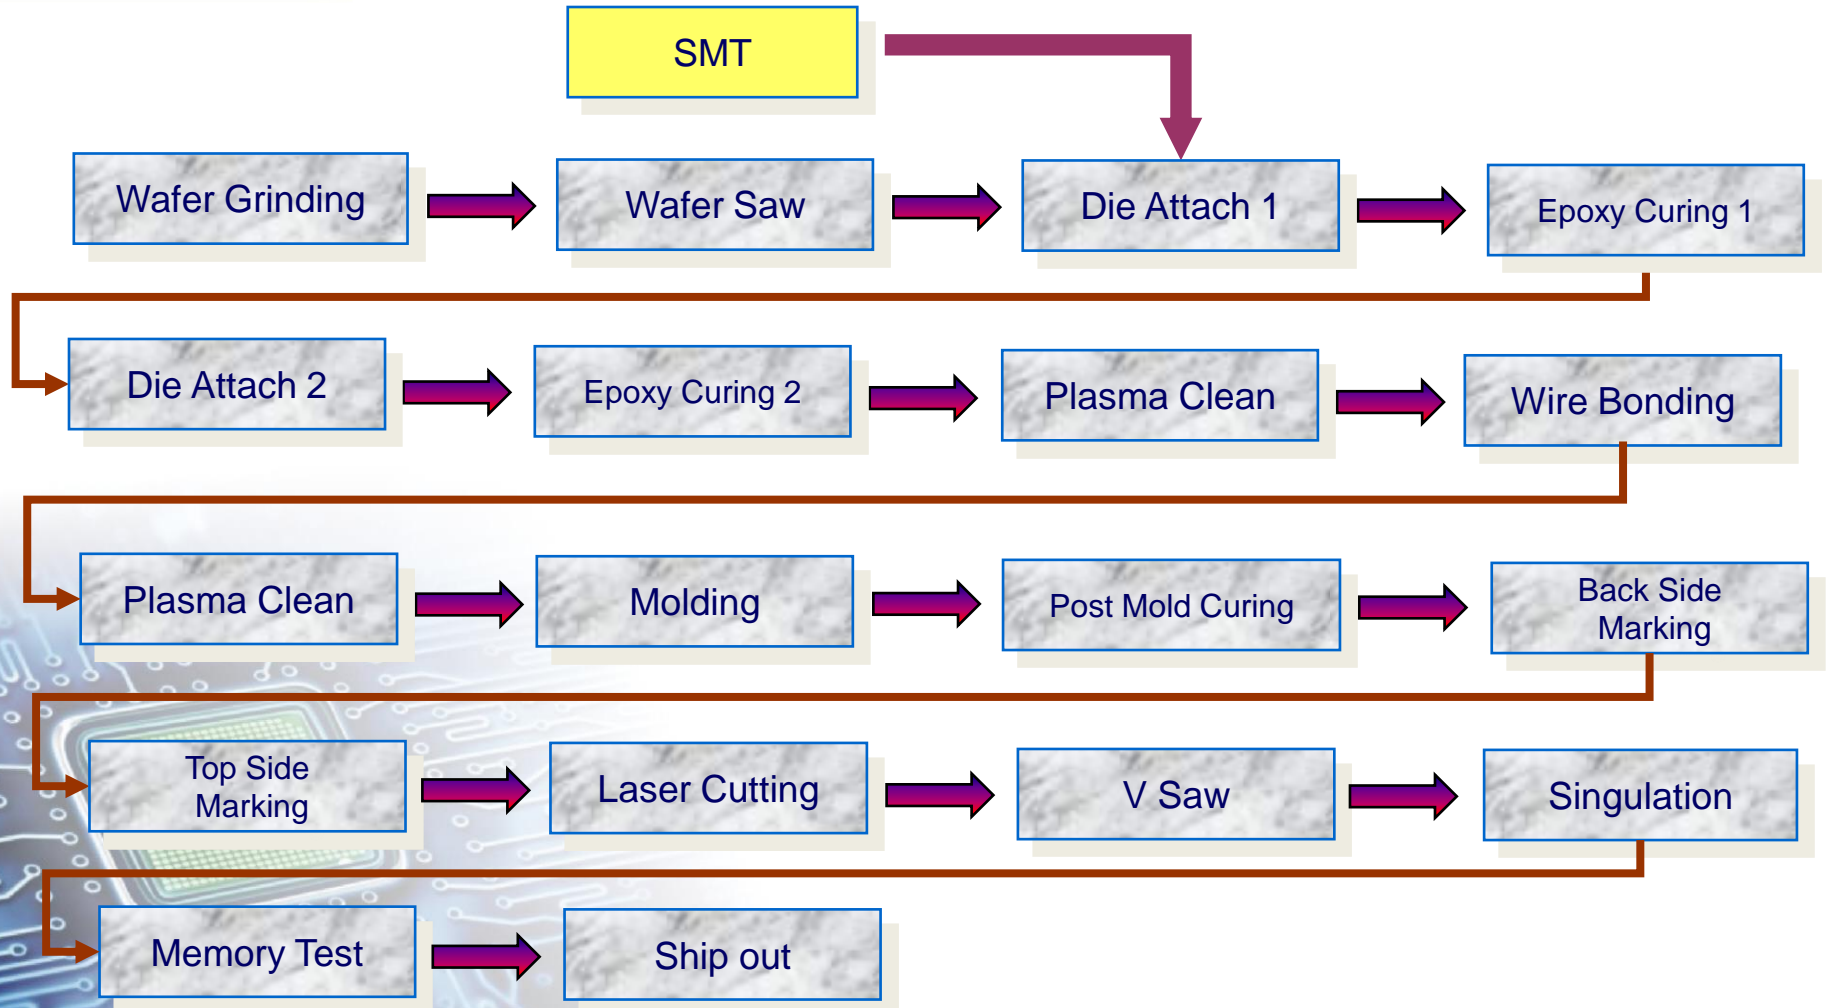 SMT
Wafer Grinding
Wafer Saw
Die Attach 1
Epoxy Curing 1
Die Attach 2
Epoxy Curing 2
Plasma Clean
Wire Bonding
Plasma Clean
Molding
Post Mold Curing
Back Side
Marking
Top Side
Marking
Laser Cutting
V Saw
Singulation
Memory Test
Ship out